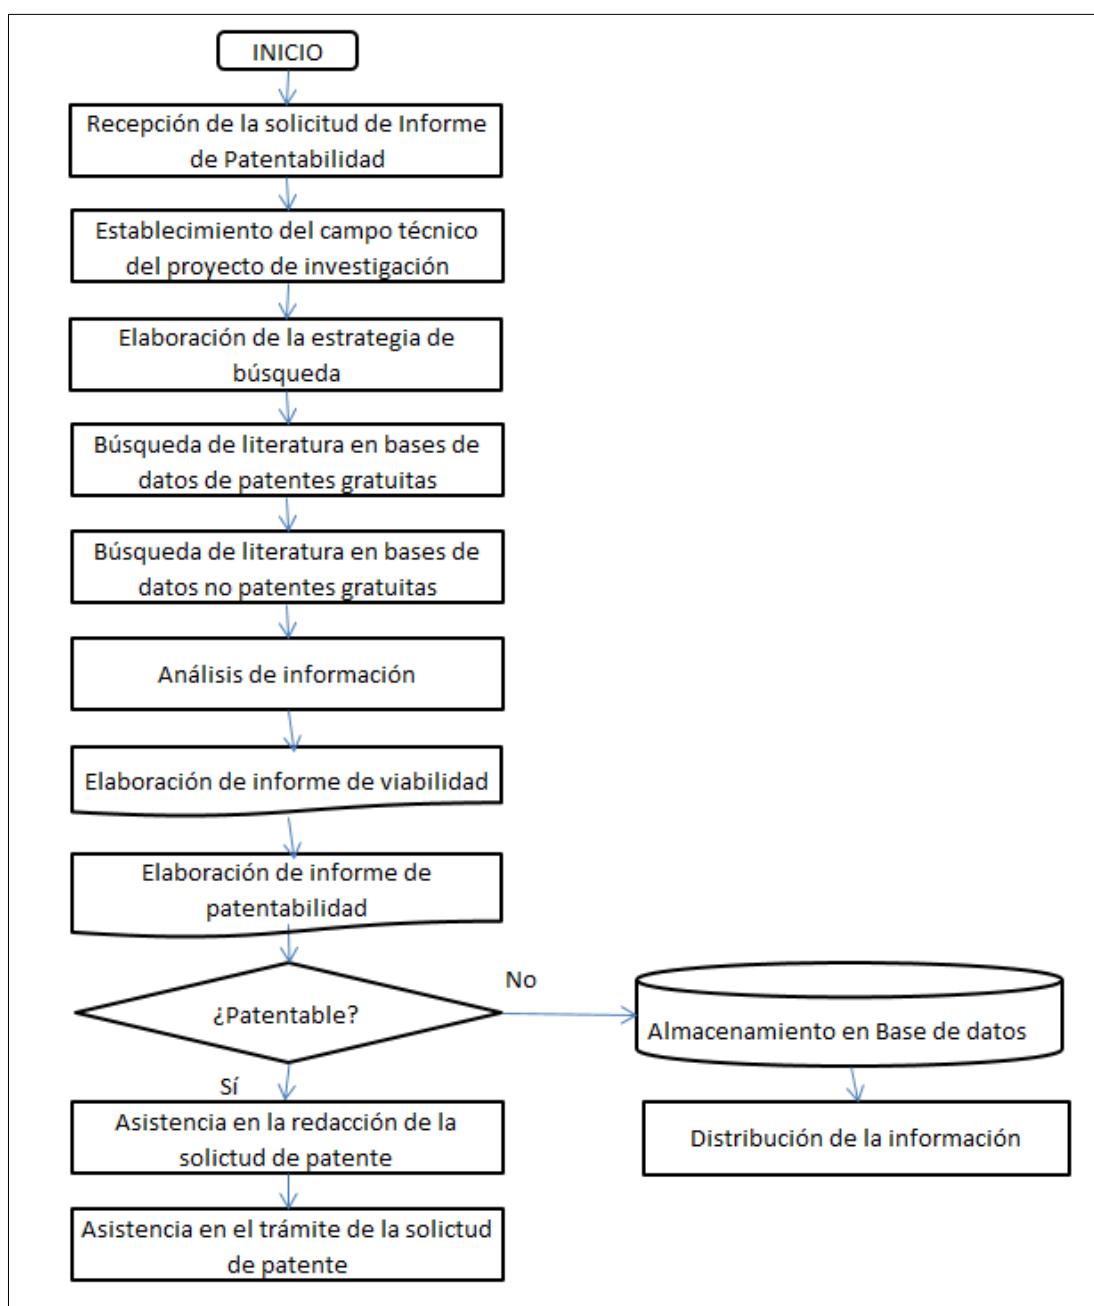 INICIO
Recepción de la solicitud de Informe
de Patentabilidad
Establecimiento del campo técnico
del proyecto de investigación
Elaboración de la estrategia de
búsqueda
Búsqueda de literatura en bases de
datos de patentes gratuitas
Búsqueda de literatura en bases de
datos no patentes gratuitas
Análisis de información
Elaboración de informe de viabilidad
Elaboración de informe de
patentabilidad
¿Patentable?
No
Almacenamiento en Base de datos
Sí
Asistencia en la redacción de la
solictud de patente
Distribución de la información
Asistencia en el trámite de la solictud
de patente